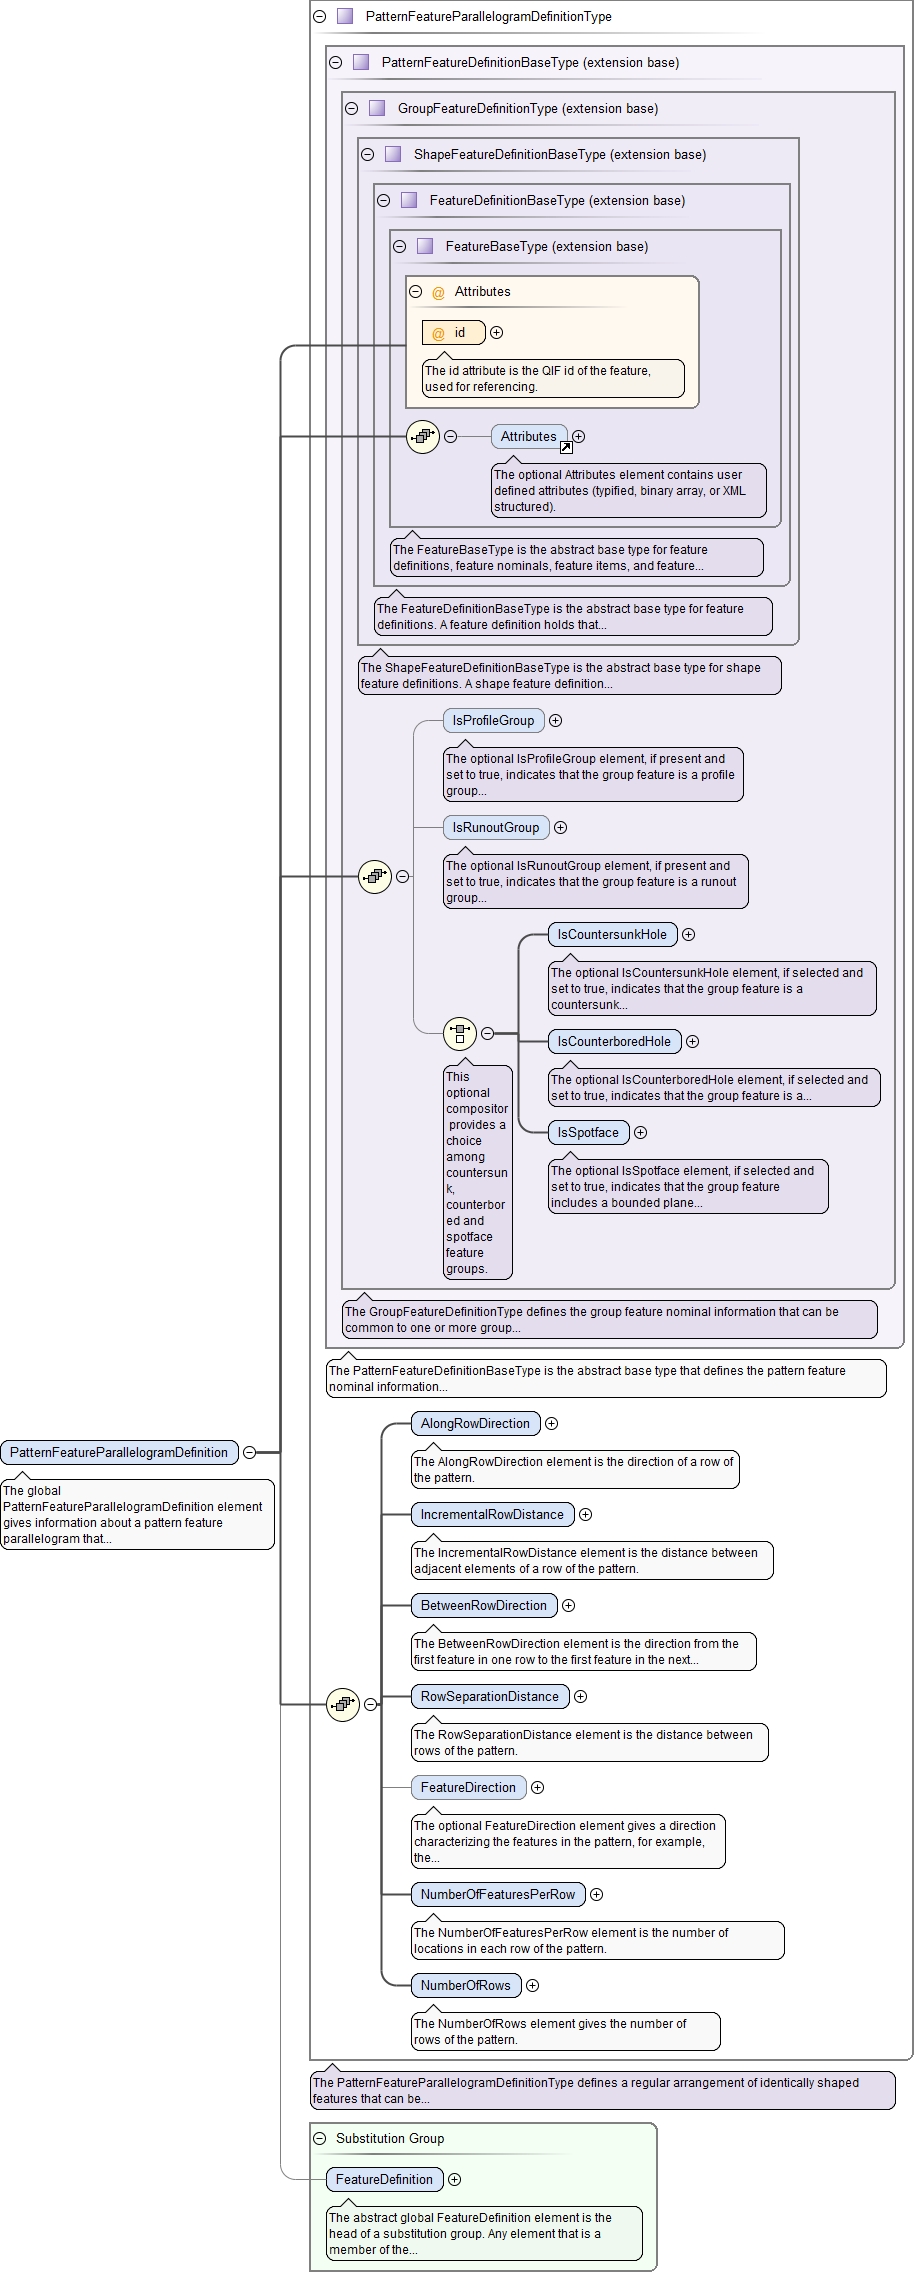 PatternFeatureParallelogramDefinitionType
PatternFeatureDefinitionBaseType (extension base)
GroupFeatureDefinitionType (extension base)
ShapeFeatureDefinitionBaseType (extension base)
FeatureDefinitionBaseType (extension base)
FeatureBaseType (extension base)
@ Attributes
@ id
The id attribute is the QIF id of the feature,
used for referencing.
Attributes
The optional Attributes element contains user
defined attributes (typified, binary array, or XML
structured).
The FeatureBaseType is the abstract base type for feature
definitions, feature nominals, feature items, and feature...
The FeatureDefinitionBaseType is the abstract base type for feature
definitions. A feature definition holds that...
The ShapeFeatureDefinitionBaseType is the abstract base type for shape
feature definitions. A shape feature definition...
IsProfileGroup
The optional IsProfileGroup element, if present and
set to true, indicates that the group feature is a profile
group...
IsRunoutGroup
The optional IsRunoutGroup element, if present and
set to true, indicates that the group feature is a runout
group...
IsCountersunkHole
The optional IsCountersunkHole element, if selected and
set to true, indicates that the group feature is a
countersunk...
IsCounterboredHole
The optional IsCounterboredHole element, if selected and
set to true, indicates that the group feature is a...
IsSpotface
The optional IsSpotface element, if selected and
set to true, indicates that the group feature
includes a bounded plane...
This
optional
compositor
provides a
choice
among
countersun
k,
counterbor
ed and
spotface
feature
groups.
The GroupFeatureDefinitionType defines the group feature nominal information that can be
common to one or more group...
The PatternFeatureDefinitionBaseType is the abstract base type that defines the pattern feature
nominal information...
PatternFeatureParallelogramDefinition
The global
PatternFeatureParallelogramDefinition element
gives information about a pattern feature
parallelogram that...
AlongRowDirection
The AlongRowDirection element is the direction of a row of
the pattern.
IncrementalRowDistance
The IncrementalRowDistance element is the distance between
adjacent elements of a row of the pattern.
BetweenRowDirection
The BetweenRowDirection element is the direction from the
first feature in one row to the first feature in the next...
RowSeparationDistance
The RowSeparationDistance element is the distance between
rows of the pattern.
FeatureDirection
The optional FeatureDirection element gives a direction
characterizing the features in the pattern, for example,
the...
NumberOfFeaturesPerRow
The NumberOfFeaturesPerRow element is the number of
locations in each row of the pattern.
NumberOfRows
The NumberOfRows element gives the number of
rows of the pattern.
The PatternFeatureParallelogramDefinitionType defines a regular arrangement of identically shaped
features that can be...
Substitution Group
FeatureDefinition
The abstract global FeatureDefinition element is the
head of a substitution group. Any element that is a
member of the...